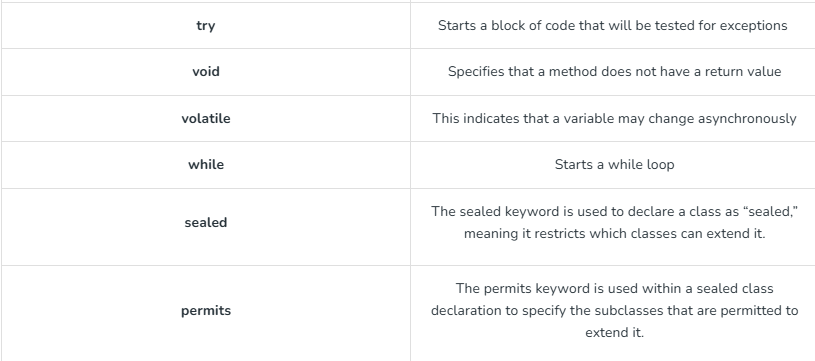 try
Starts a block of code that will be tested for exceptions
void
Specifies that a method does not have a return value
volatile
This indicates that a variable may change asynchronously
while
Starts a while loop
sealed
The sealed keyword is used to declare a class as “sealed,”
meaning it restricts which classes can extend it.
permits
The permits keyword is used within a sealed class
declaration to specify the subclasses that are permitted to
extend it.